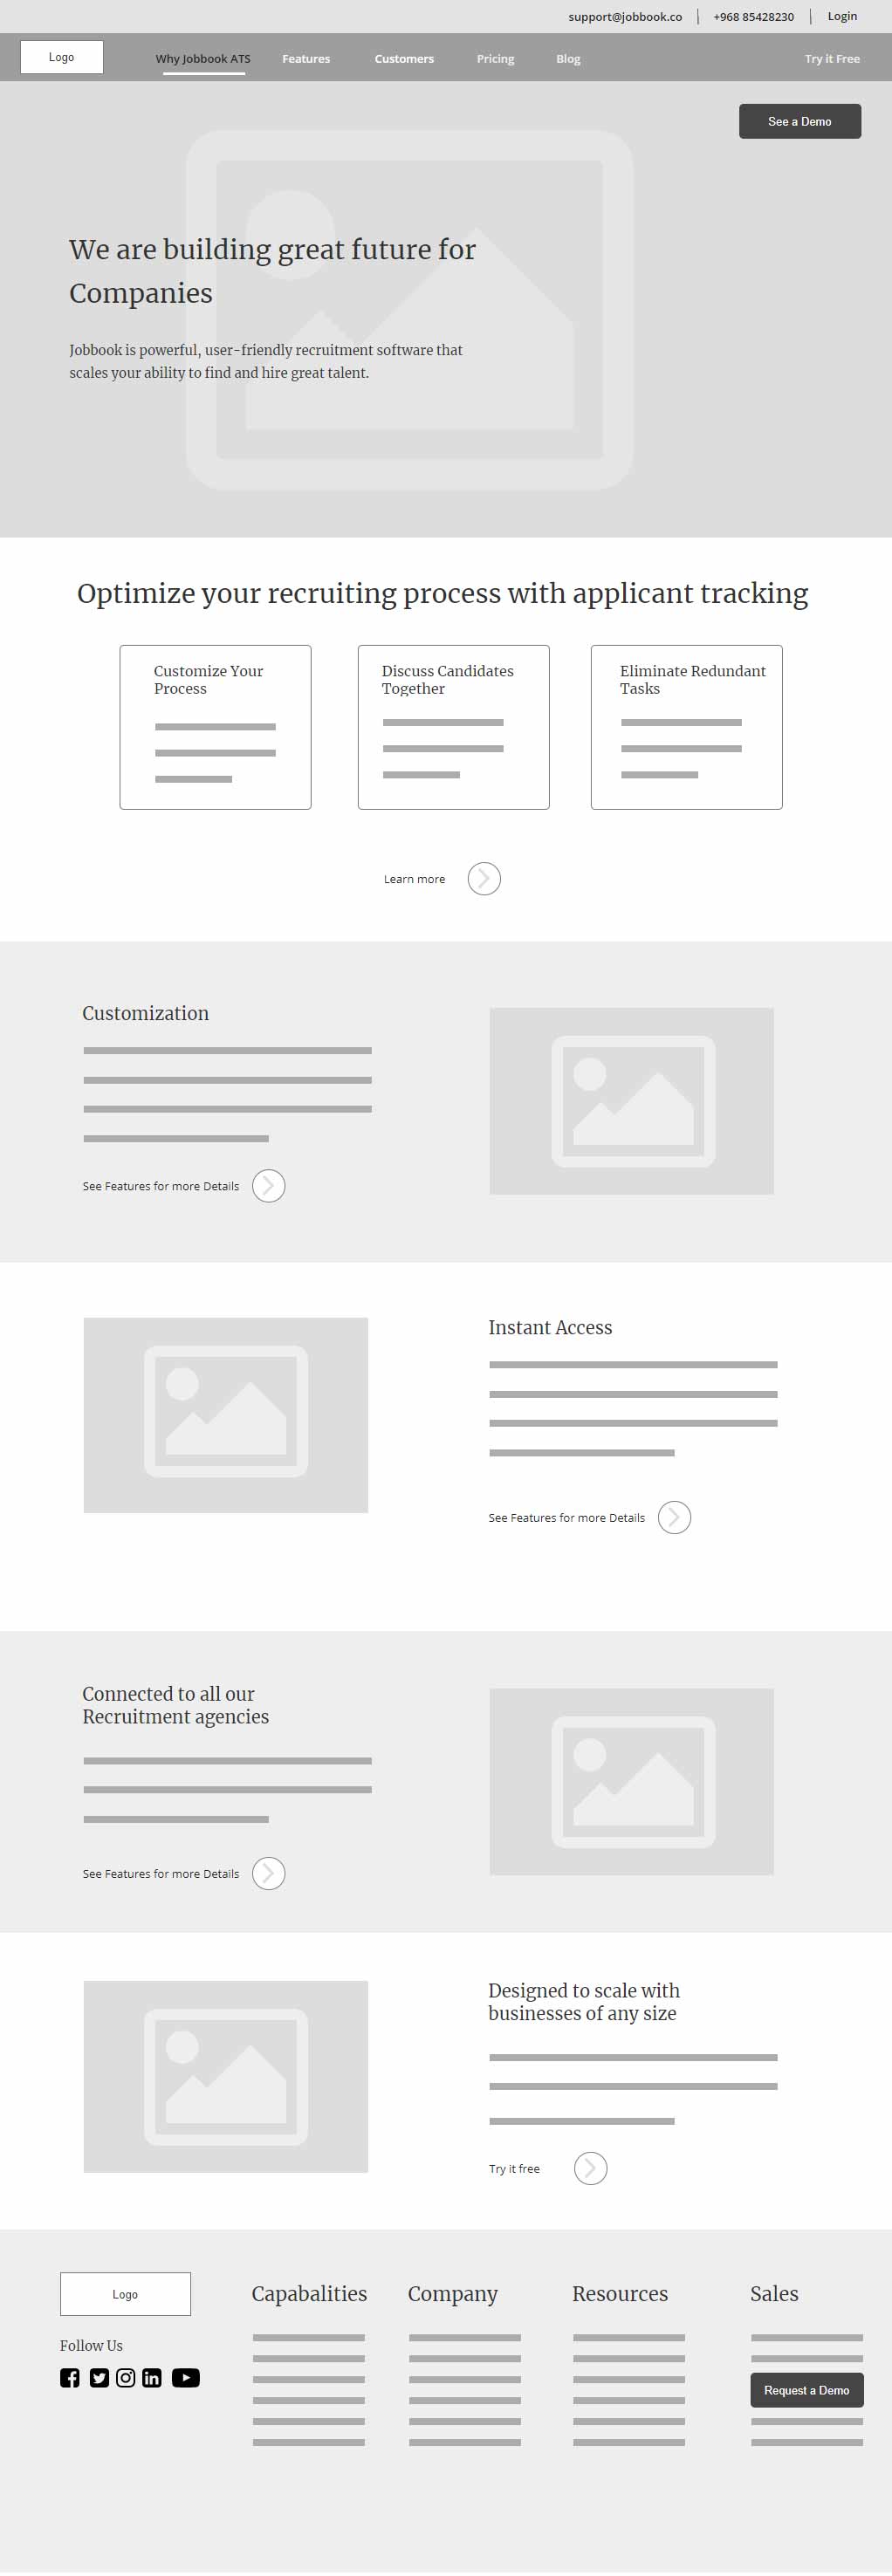 support@jobbook.co
+968 85428230
Login
Logo
Why Jobbook ATS
Features
Customers
Pricing
Blog
Try it Free
See a Demo
We are building great future for
Companies
Jobbook is powerful, user-friendly recruitment software that
scales your ability to find and hire great talent.
Optimize your recruiting process with applicant tracking
Customize Your
Process
Discuss Candidates
Together
Eliminate Redundant
Tasks
Learn more
Customization
See Features for more Details
Instant Access
See Features for more Details
Connected to all our
Recruitment agencies
See Features for more Details
Designed to scale with
businesses of any size
Try it free
Logo
Follow Us
Capabalities
Company
Resources
Sales
Request a Demo